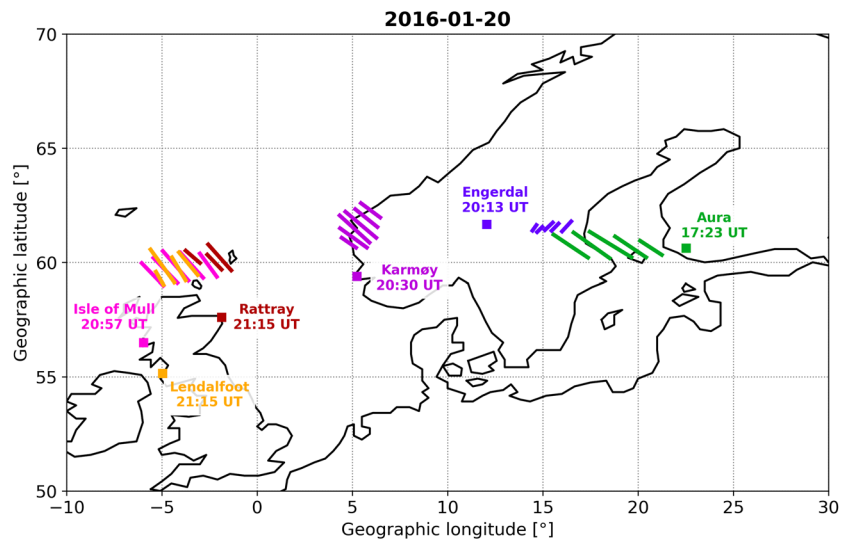 2016-01-20
70
65
60
55
50
Geographic latitude [°]
Engerdal
20:13 UT
Aura
17:23 UT
Karmøy
20:30 UT
Isle of Mull
20:57 UT
Rattray
21:15 UT
Lendalfoot
21:15 UT
−10
−5
0
5
10
15
20
25
30
Geographic longitude [°]